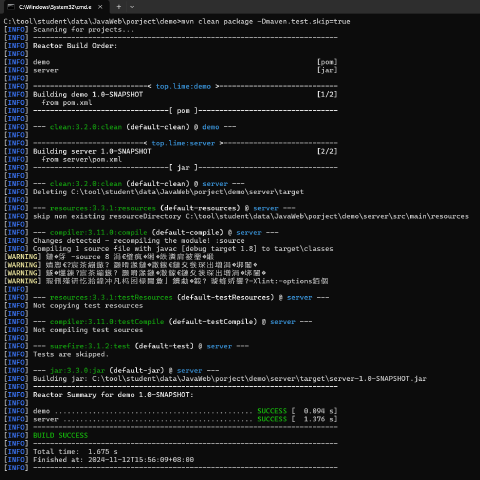 C:\Windows\System32\cmd.e
C:\tool\student\data\JavaWeb\porject\demo>mvn clean package -Dmaven.test.skip=true
[INFO] Scanning for projects...
[INFO] ------------------------------------------------------------------------
[INFO] Reactor Build Order:
[INFO]
[INFO] demo [pom]
[INFO] server [jar]
[INFO]
[INFO] ---------------------------< top.lime:demo >----------------------------
[INFO] Building demo 1.0-SNAPSHOT [1/2]
[INFO] from pom.xml
[INFO] --------------------------------[ pom ]---------------------------------
[INFO]
[INFO] --- clean:3.2.0:clean (default-clean) @ demo ---
[INFO]
[INFO] --------------------------< top.lime:server >---------------------------
[INFO] Building server 1.0-SNAPSHOT [2/2]
[INFO] from server\pom.xml
[INFO] --------------------------------[ jar ]---------------------------------
[INFO]
[INFO] --- clean:3.2.0:clean (default-clean) @ server ---
[INFO] Deleting C:\tool\student\data\JavaWeb\porject\demo\server\target
[INFO]
[INFO] --- resources:3.3.1:resources (default-resources) @ server ---
[INFO] skip non existing resourceDirectory C:\tool\student\data\JavaWeb\porject\demo\server\src\main\resources
[INFO]
[INFO] --- compiler:3.11.0:compile (default-compile) @ server ---
[INFO] Changes detected - recompiling the module! :source
[INFO] Compiling 1 source file with javac [debug target 1.8] to target\classes
[WARNING] -source 8
[WARNING]
[WARNING]
[WARNING] -Xlint:-options
[INFO]
[INFO] --- resources:3.3.1:testResources (default-testResources) @ server ---
[INFO] Not copying test resources
[INFO]
[INFO] --- compiler:3.11.0:testCompile (default-testCompile) @ server ---
[INFO] Not compiling test sources
[INFO]
[INFO] --- surefire:3.1.2:test (default-test) @ server ---
[INFO] Tests are skipped.
[INFO]
[INFO] --- jar:3.3.0:jar (default-jar) @ server ---
[INFO] Building jar: C:\tool\student\data\JavaWeb\porject\demo\server\target\server-1.0-SNAPSHOT.jar
[INFO] ------------------------------------------------------------------------
[INFO] Reactor Summary for demo 1.0-SNAPSHOT:
[INFO]
[INFO] demo ............................................... SUCCESS [ 0.094 s]
[INFO] server ............................................. SUCCESS [ 1.376 s]
[INFO] ------------------------------------------------------------------------
[INFO] BUILD SUCCESS
[INFO] ------------------------------------------------------------------------
[INFO] Total time: 1.675 s
[INFO] Finished at: 2024-11-12T15:56:09+08:00
[INFO] ------------------------------------------------------------------------